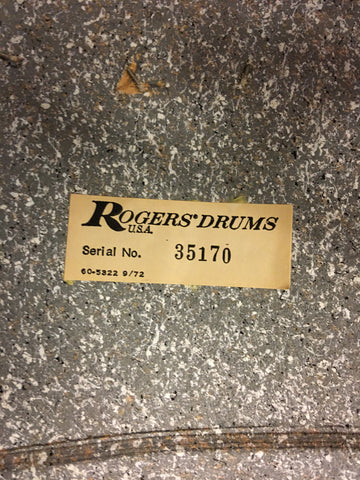 ROGERS® DRUMS
U.S.A.
Serial No. 35170
60-5322 9/72